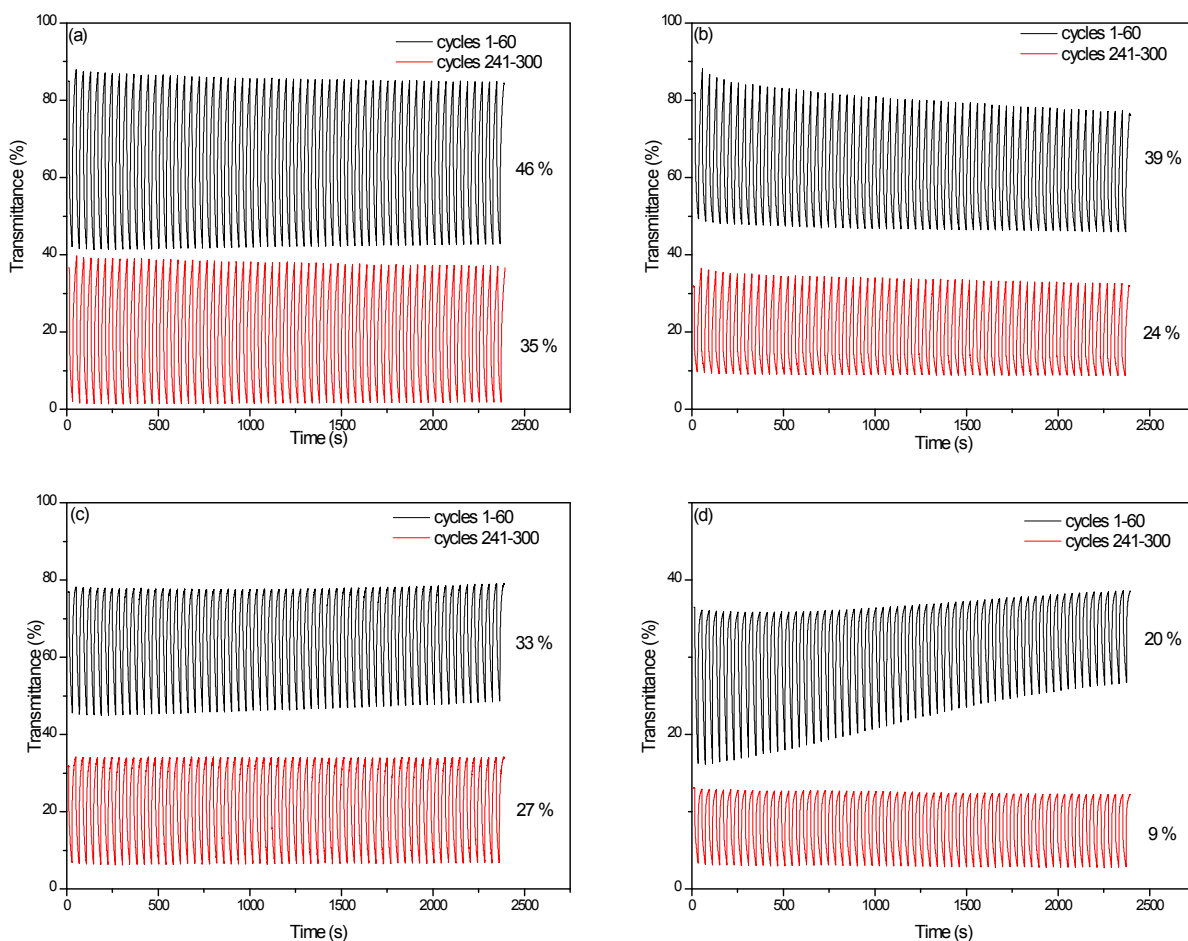 (a)
cycles 1-60
cycles 241-300
100
80
60
40
20
0
Transmittance (%)
46 %
35 %
0 500 1000 1500 2000 2500
Time (s)
(b)
cycles 1-60
cycles 241-300
100
80
60
40
20
0
Transmittance (%)
39 %
24 %
0 500 1000 1500 2000 2500
Time (s)
(c)
cycles 1-60
cycles 241-300
100
80
60
40
20
0
Transmittance (%)
33 %
27 %
0 500 1000 1500 2000 2500
Time (s)
(d)
cycles 1-60
cycles 241-300
40
20
0
Transmittance (%)
20 %
9 %
0 500 1000 1500 2000 2500
Time (s)